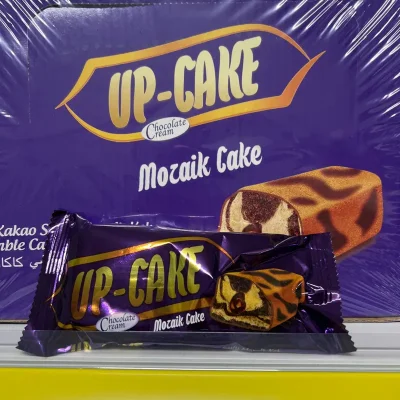 UP-CAKE
Chocolate
Cream
Mozaik Cake
Kakao S
ble Ca
UP-CAKE
Chocolate
Cream
Mozaik Cake